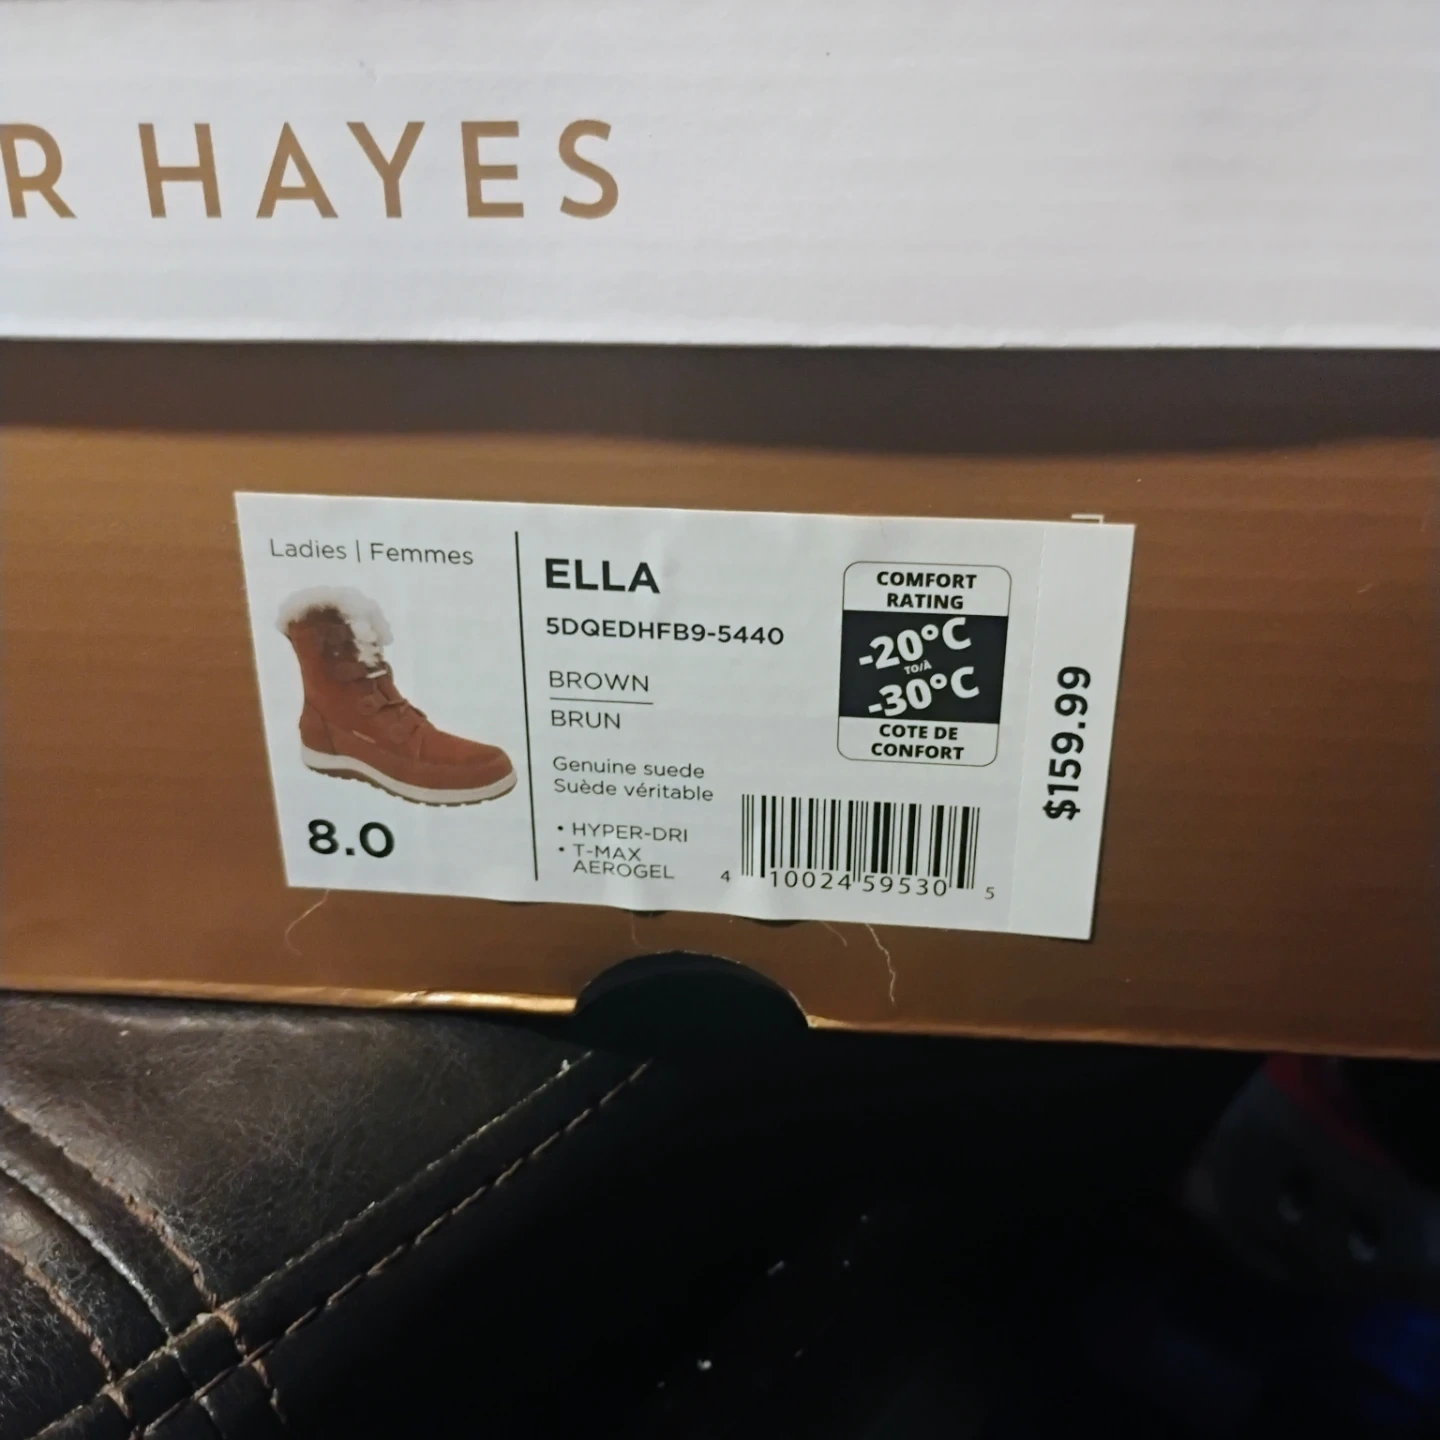 R HAYES
Ladies | Femmes
8.0
ELLA
5DQEDHFB9-5440
BROWN
BRUN
Genuine suede
Suède véritable
• HYPER-DRI
• T-MAX
AEROGEL
COMFORT
RATING
-20°C
TO/À
-30°C
COTE DE
CONFORT
4 10024 59530 5
$159.99